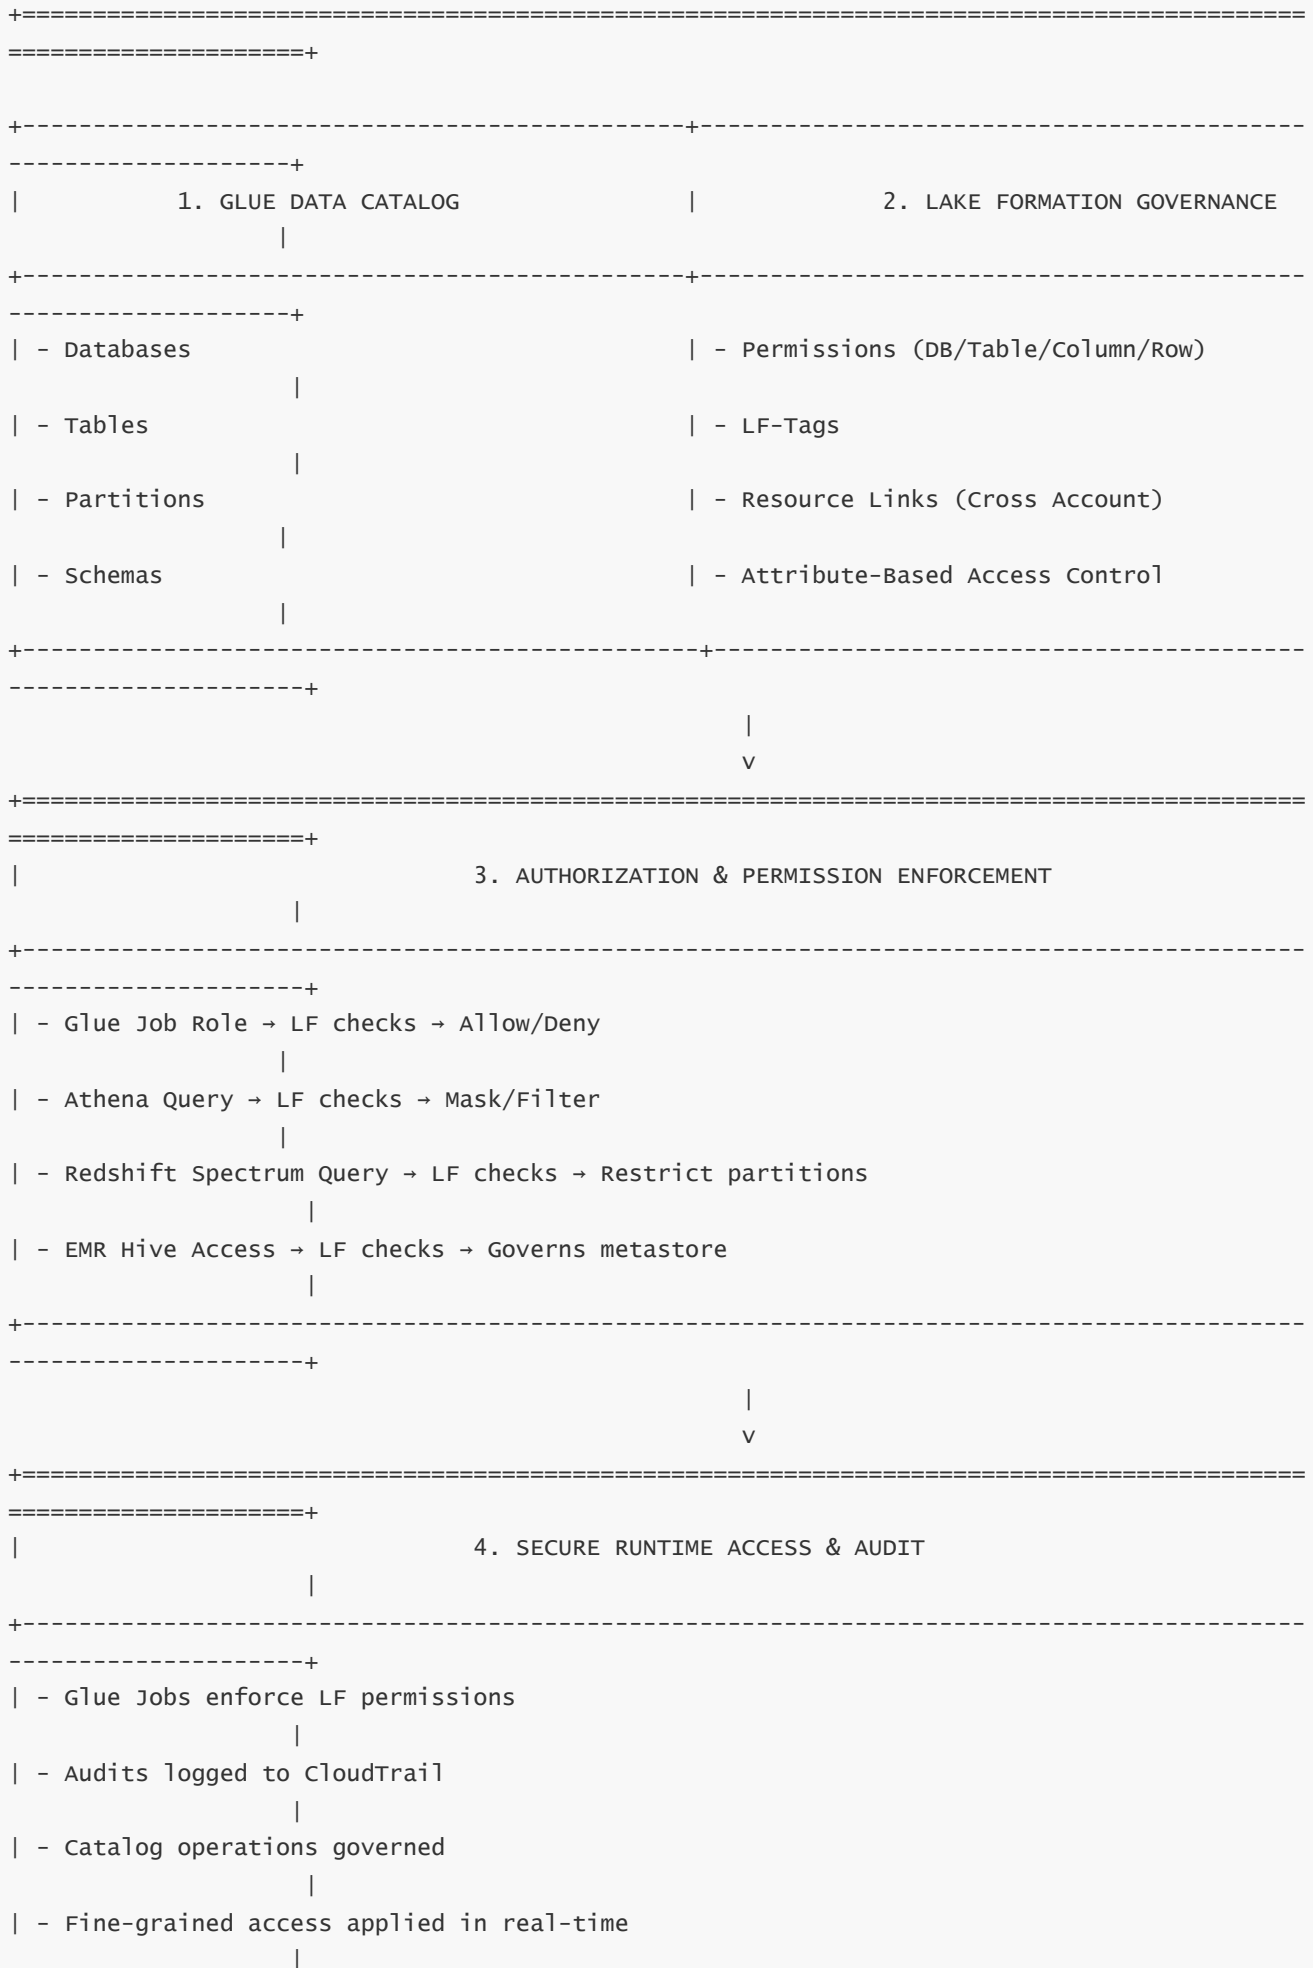 +===========================================================================================
=====================+

+-----------------------------------------------+-------------------------------------------
--------------------+
|           1. GLUE DATA CATALOG                |             2. LAKE FORMATION GOVERNANCE
                   |
+-----------------------------------------------+-------------------------------------------
--------------------+
| - Databases                                   | - Permissions (DB/Table/Column/Row)
                    |
| - Tables                                      | - LF-Tags
                    |
| - Partitions                                  | - Resource Links (Cross Account)
                   |
| - Schemas                                     | - Attribute-Based Access Control
                   |
+------------------------------------------------+------------------------------------------
---------------------+
                                                    |
                                                    v
+===========================================================================================
=====================+
|                                3. AUTHORIZATION & PERMISSION ENFORCEMENT
                    |
+-------------------------------------------------------------------------------------------
---------------------+
| - Glue Job Role → LF checks → Allow/Deny
                   |
| - Athena Query → LF checks → Mask/Filter
                   |
| - Redshift Spectrum Query → LF checks → Restrict partitions
                     |
| - EMR Hive Access → LF checks → Governs metastore
                     |
+-------------------------------------------------------------------------------------------
---------------------+
                                                    |
                                                    v
+===========================================================================================
=====================+
|                                4. SECURE RUNTIME ACCESS & AUDIT
                     |
+-------------------------------------------------------------------------------------------
---------------------+
| - Glue Jobs enforce LF permissions
                    |
| - Audits logged to CloudTrail
                    |
| - Catalog operations governed
                     |
| - Fine-grained access applied in real-time
                    |